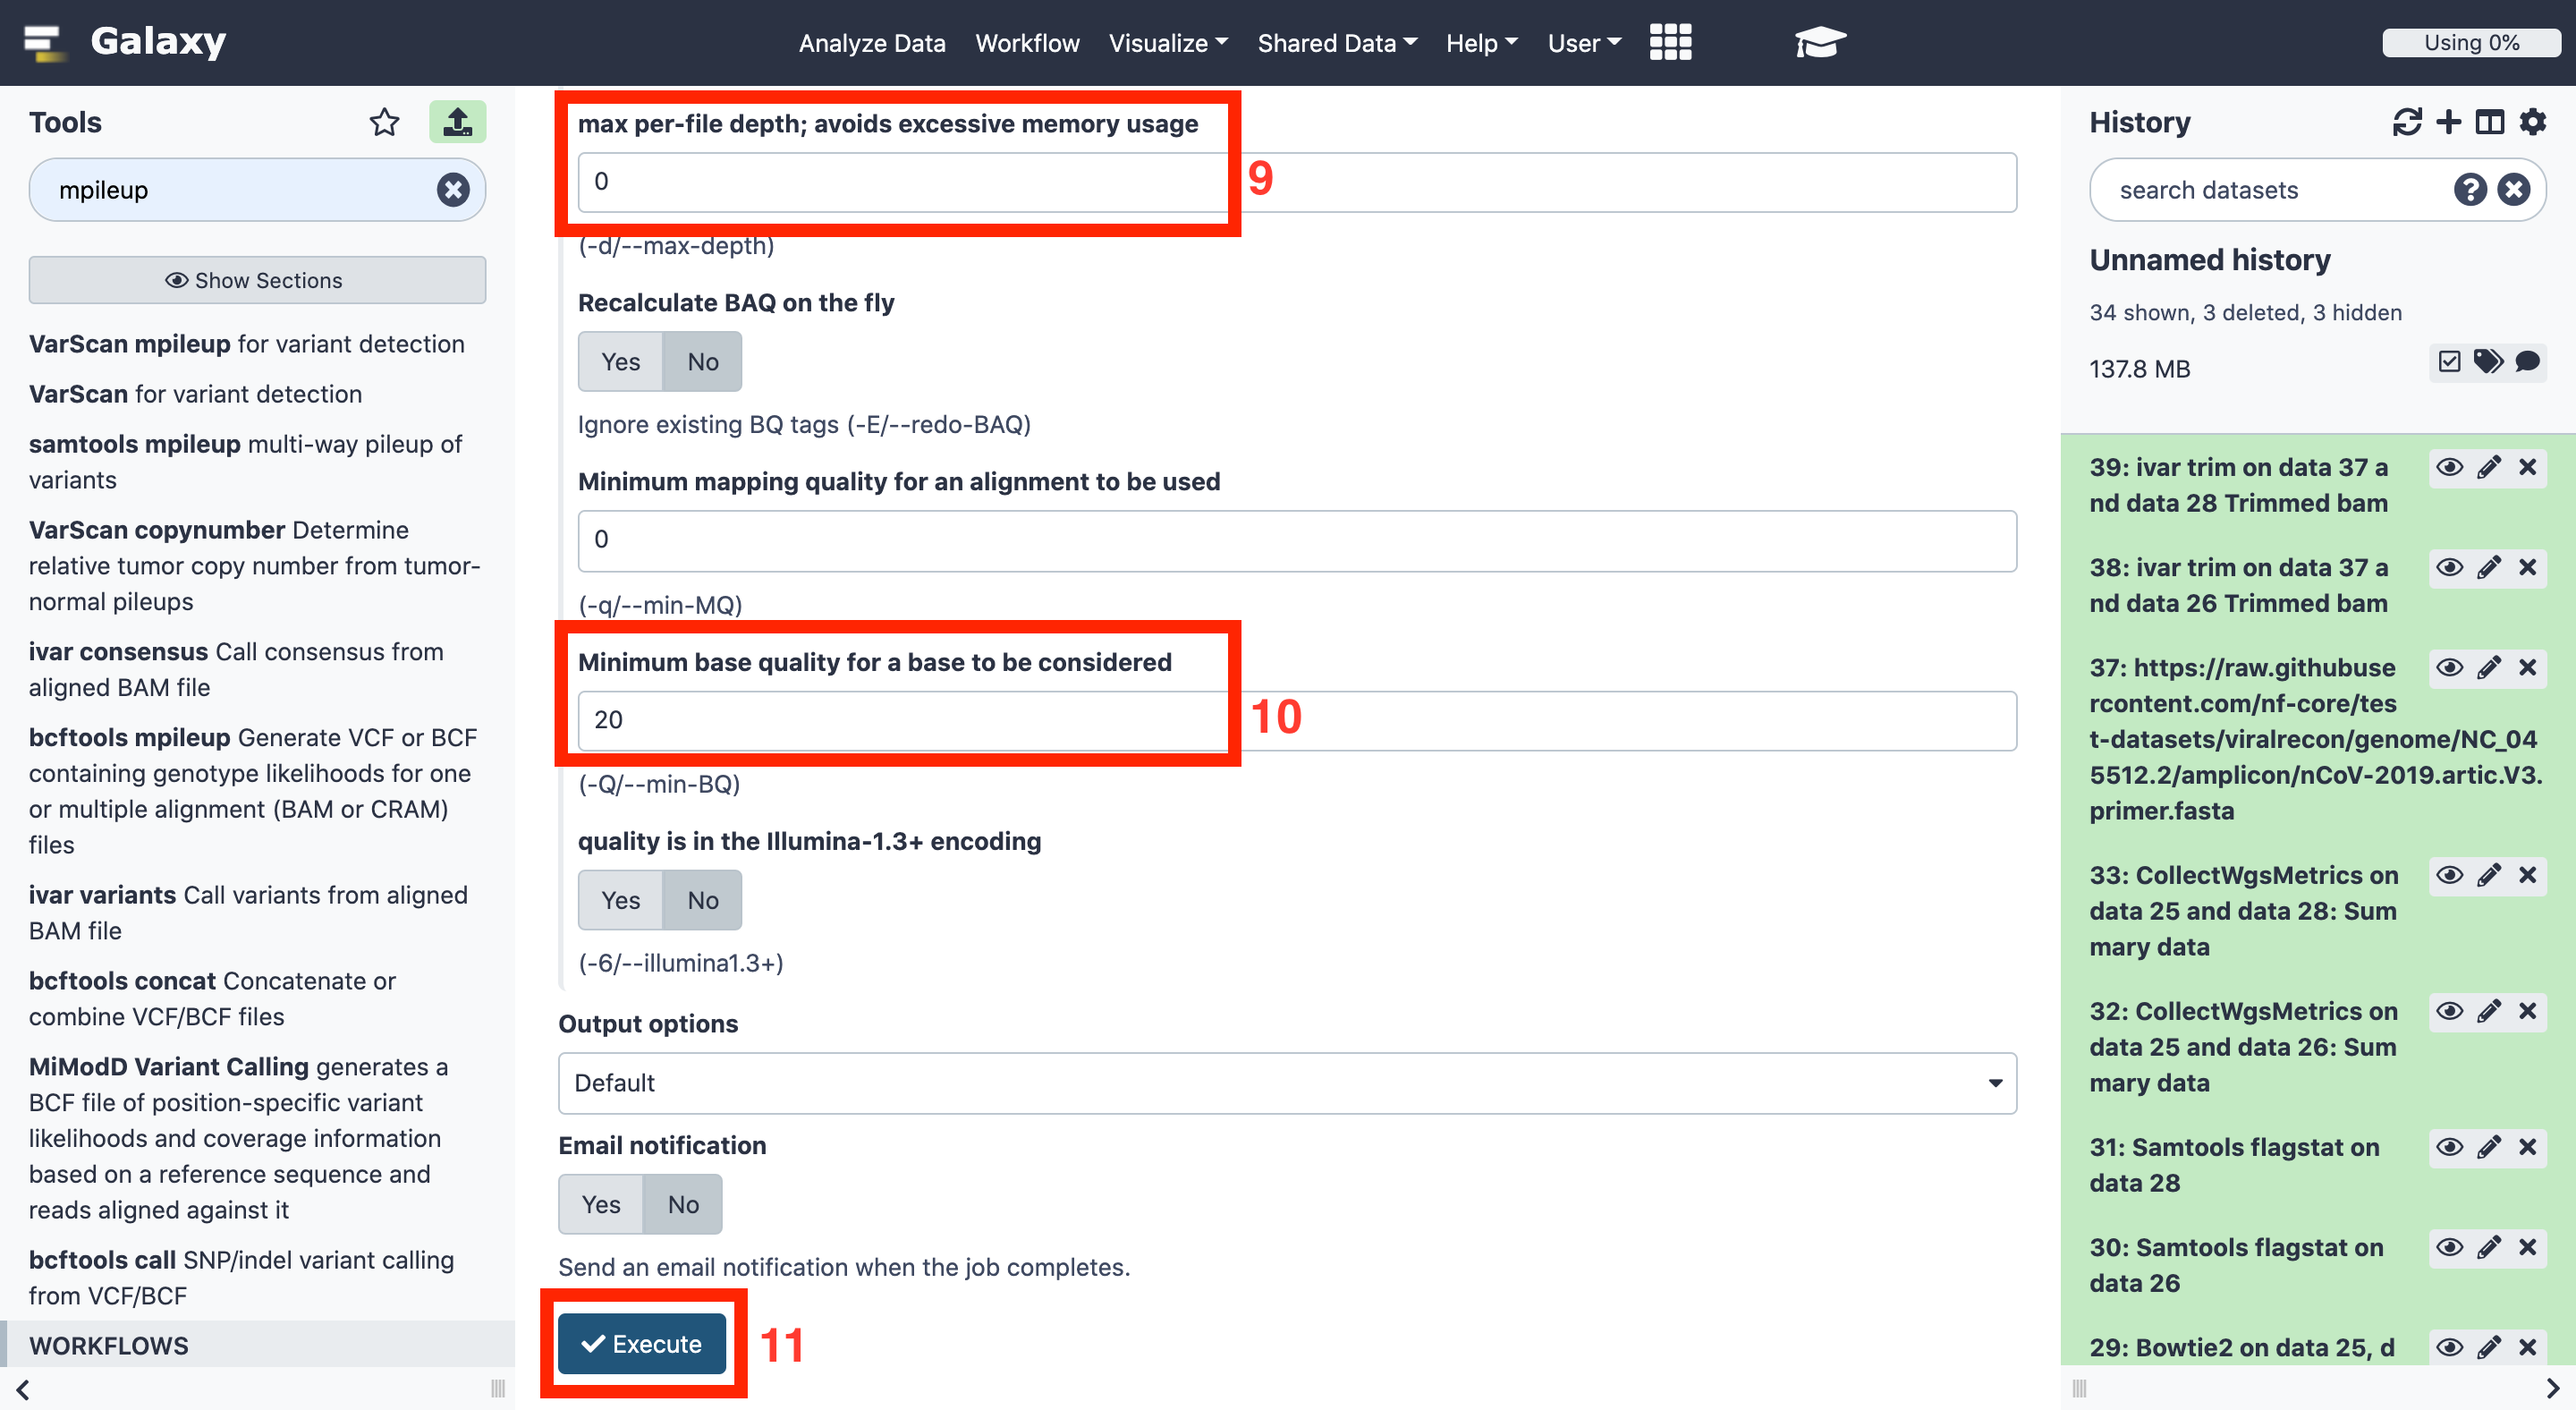 Galaxy
Analyze Data
Workflow
Visualize
Shared Data
Help
User
Using 0%
Tools
mpileup
Show Sections
VarScan mpileup for variant detection
VarScan for variant detection
samtools mpileup multi-way pileup of
variants
VarScan copynumber Determine
relative tumor copy number from tumor-
normal pileups
ivar consensus Call consensus from
aligned BAM file
bcftools mpileup Generate VCF or BCF
containing genotype likelihoods for one
or multiple alignment (BAM or CRAM)
files
ivar variants Call variants from aligned
BAM file
bcftools concat Concatenate or
combine VCF/BCF files
MiModD Variant Calling generates a
BCF file of position-specific variant
likelihoods and coverage information
based on a reference sequence and
reads aligned against it
bcftools call SNP/indel variant calling
from VCF/BCF
WORKFLOWS
max per-file depth; avoids excessive memory usage
0
9
(-d/--max-depth)
Recalculate BAQ on the fly
Yes No
Ignore existing BQ tags (-E/--redo-BAQ)
Minimum mapping quality for an alignment to be used
0
(-q/--min-MQ)
Minimum base quality for a base to be considered
20
10
(-Q/--min-BQ)
quality is in the Illumina-1.3+ encoding
Yes No
(-6/--illumina1.3+)
Output options
Default
Email notification
Yes No
Send an email notification when the job completes.
Execute
11
History
search datasets
Unnamed history
34 shown, 3 deleted, 3 hidden
137.8 MB
39: ivar trim on data 37 a
nd data 28 Trimmed bam
38: ivar trim on data 37 a
nd data 26 Trimmed bam
37: https://raw.githubuse
rcontent.com/nf-core/tes
t-datasets/viralrecon/genome/NC_04
5512.2/amplicon/nCoV-2019.artic.V3.
primer.fasta
33: CollectWgsMetrics on
data 25 and data 28: Sum
mary data
32: CollectWgsMetrics on
data 25 and data 26: Sum
mary data
31: Samtools flagstat on
data 28
30: Samtools flagstat on
data 26
29: Bowtie2 on data 25, d